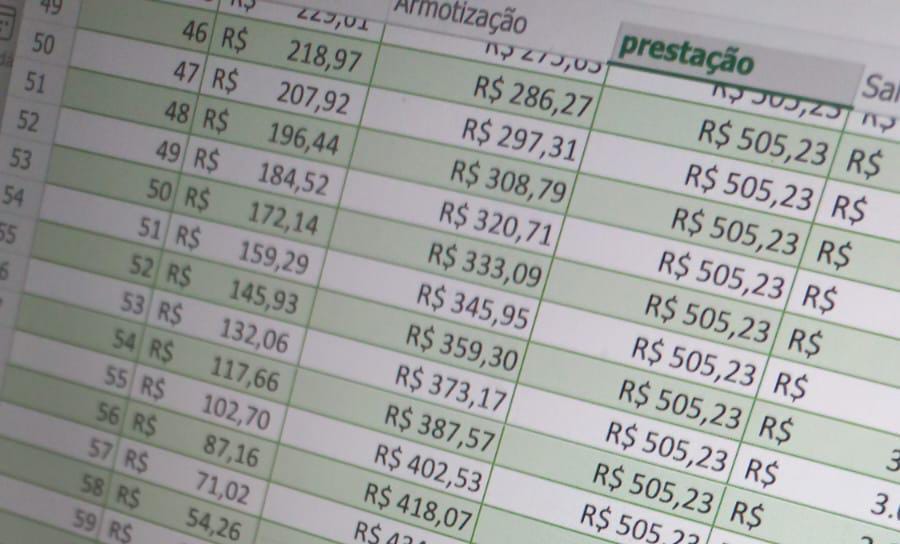 Armotização prestação
49 46 R$ 218,97 R$ 286,27 R$ 505,23 R$
50 47 R$ 207,92 R$ 297,31 R$ 505,23 R$
51 48 R$ 196,44 R$ 308,79 R$ 505,23 R$
52 49 R$ 184,52 R$ 320,71 R$ 505,23 R$
53 50 R$ 172,14 R$ 333,09 R$ 505,23 R$
54 51 R$ 159,29 R$ 345,95 R$ 505,23 R$
55 52 R$ 145,93 R$ 359,30 R$ 505,23 R$
53 R$ 132,06 R$ 373,17 R$ 505,23 R$
54 R$ 117,66 R$ 387,57 R$ 505,23 R$
55 R$ 102,70 R$ 402,53 R$ 505,23
56 R$ 87,16 R$ 418,07
57 R$ 71,02 R$
58 R$ 54,26
59 R$